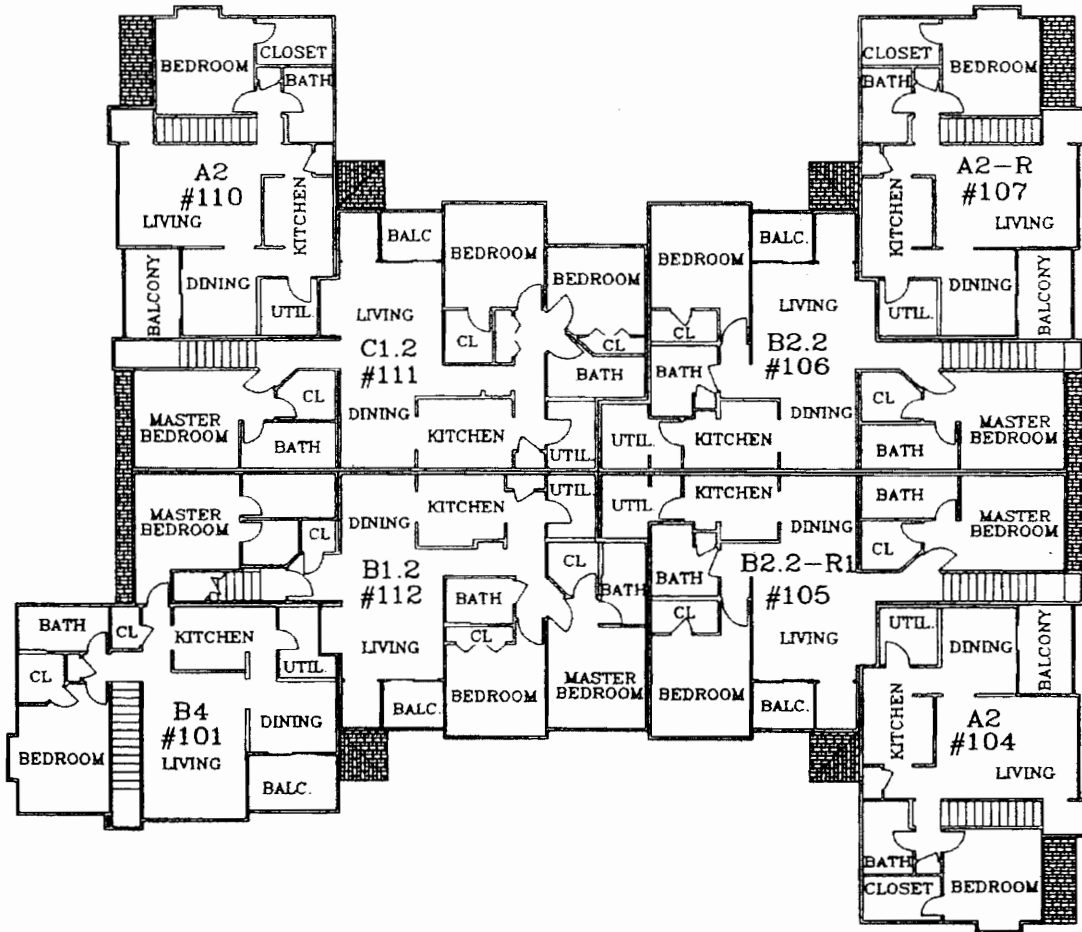 BEDROOM
CLOSET
BATH
A2
#110
LIVING
KITCHEN
BALCONY
DINING
UTIL.
CLOSET
BEDROOM
BATH
A2-R
#107
KITCHEN
LIVING
DINING
BALCONY
UTIL.
BALC
BEDROOM
BEDROOM
LIVING
CL
CL
C1.2
#111
BATH
DINING
KITCHEN
UTIL.
MASTER
BEDROOM
CL
BATH
BEDROOM
BALC.
LIVING
CL
B2.2
#106
BATH
DINING
UTIL.
KITCHEN
CL
BATH
MASTER
BEDROOM
MASTER
BEDROOM
CL
DINING
KITCHEN
UTIL.
B1.2
#112
CL
BATH
BATH
CL
LIVING
BALC.
BEDROOM
MASTER
BEDROOM
UTIL.
KITCHEN
DINING
BATH
MASTER
BEDROOM
CL
B2.2-R1
#105
BATH
CL
LIVING
BEDROOM
BALC.
BATH
CL
KITCHEN
CL
UTIL.
B4
#101
DINING
BEDROOM
LIVING
BALC.
UTIL.
DINING
BALCONY
KITCHEN
A2
#104
LIVING
BATH
CLOSET
BEDROOM